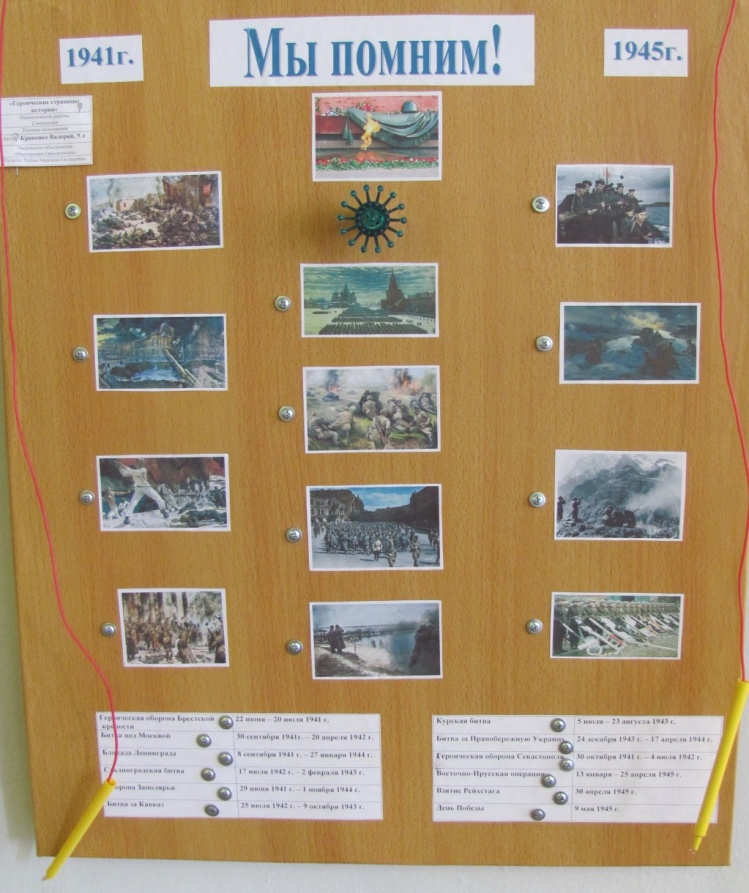 1941г.
Мы помним!
1945г.
«Героические страницы
истории»
Кривенко Валерий, 9 л
Героическая оборона Брестской
крепости
22 июня – 20 июля 1941г.
Битва под Москвой
30 сентября 1941г. – 20 апреля 1942 г.
Блокада Ленинграда
8 сентября 1941 г. – 27 января 1944 г.
Сталинградская битва
17 июля 1942 г. – 2 февраля 1943 г.
Заполярья
29 июня 1941 г. – 1 ноября 1944 г.
Битва за Кавказ
25 июля 1942 г. – 9 октября 1943 г.
Курская битва
5 июля – 23 августа 1943 г.
Битва за Правобережную Украину
24 декабря 1943 г. – 17 апреля 1944 г.
Героическая оборона Севастополя
30 октября 1941 г. – 4 июля 1942 г.
Восточно-Прусская операция
13 января – 25 апреля 1945 г.
Взятие Рейхстага
30 апреля 1945 г.
День Победы
9 мая 1945 г.